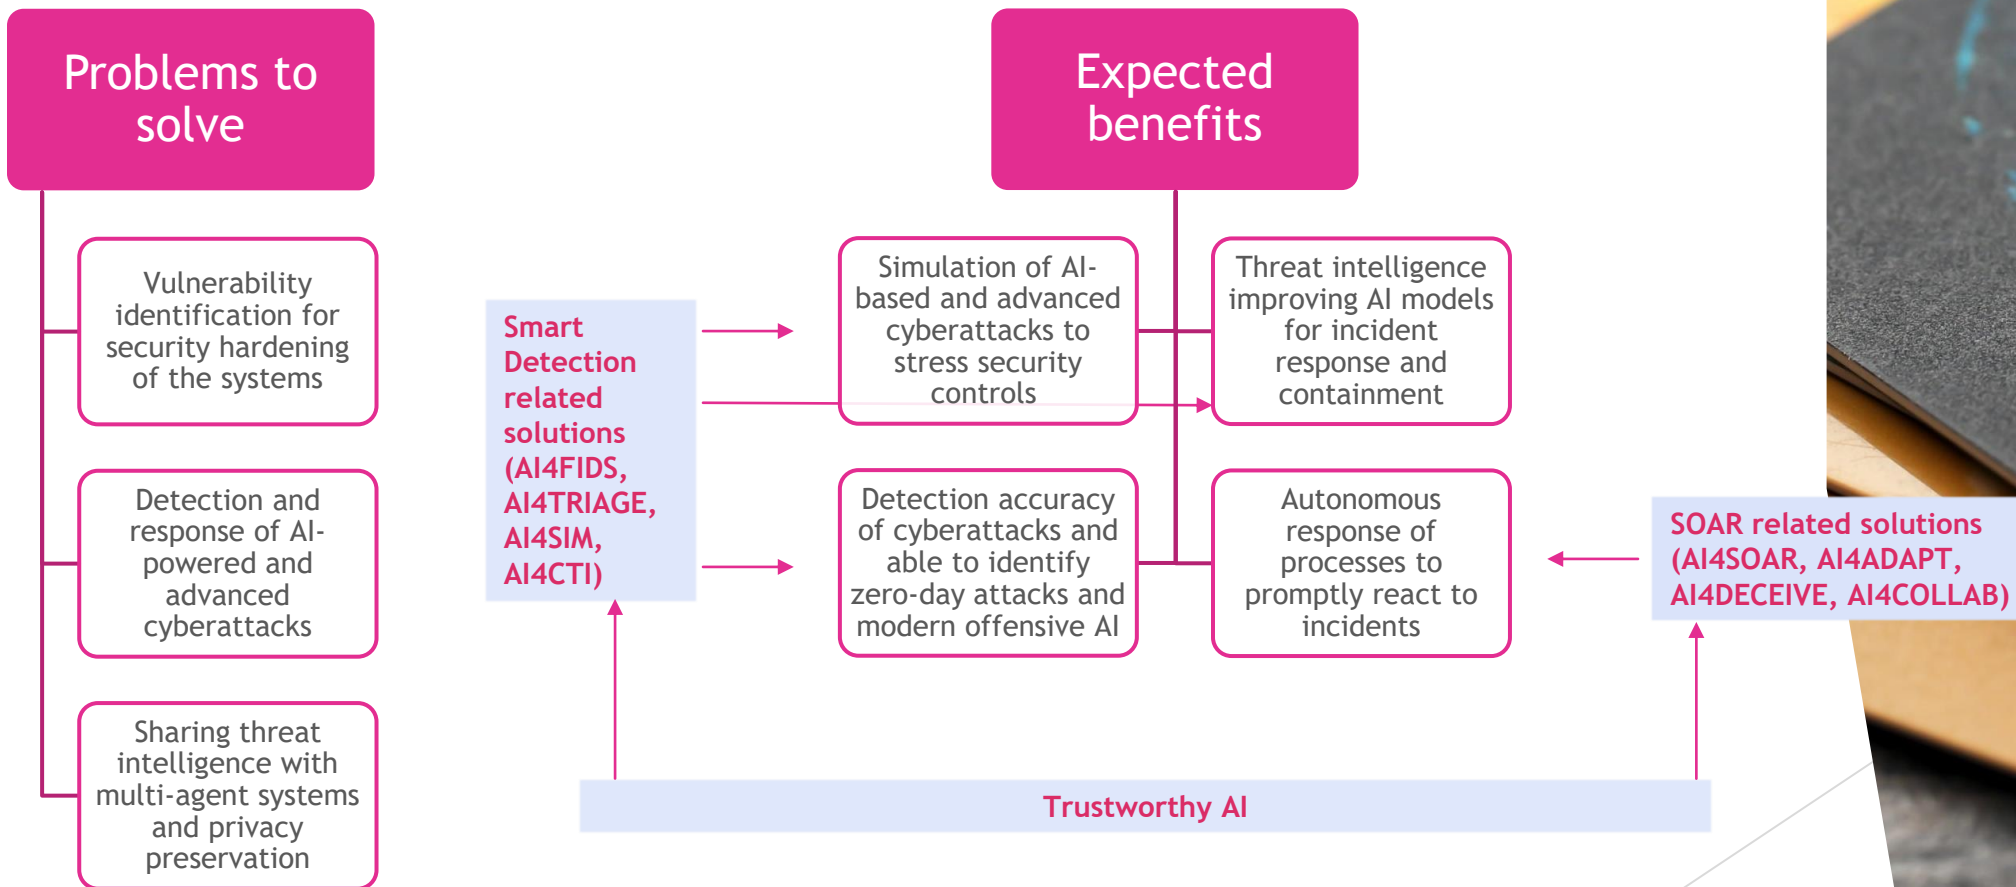 Problems to
solve
Vulnerability
identification for
security hardening
of the systems
Detection and
response of AI-
powered and
advanced
cyberattacks
Sharing threat
intelligence with
multi-agent systems
and privacy
preservation
Smart
Detection
related
solutions
(AI4FIDS,
AI4TRIAGE,
AI4SIM,
AI4CTI)
Expected
benefits
Simulation of AI-
based and advanced
cyberattacks to
stress security
controls
Threat intelligence
improving AI models
for incident
response and
containment
Detection accuracy
of cyberattacks and
able to identify
zero-day attacks and
modern offensive AI
Autonomous
response of
processes to
promptly react to
incidents
SOAR related solutions
(AI4SOAR, AI4ADAPT,
AI4DECEIVE, AI4COLLAB)
Trustworthy AI